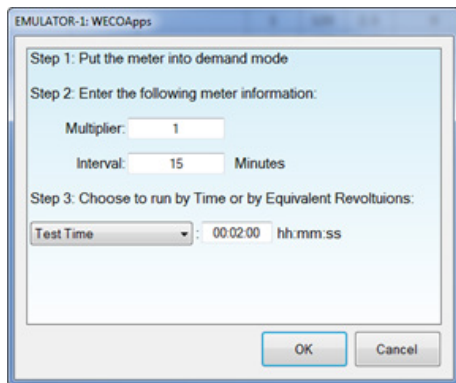 EMULATOR-1: WECOApps
Step 1: Put the meter into demand mode
Step 2: Enter the following meter information:
Multiplier: 1
Interval: 15 Minutes
Step 3: Choose to run by Time or by Equivalent Revoltuions:
Test Time : 00:02:00 hh:mm:ss
OK Cancel